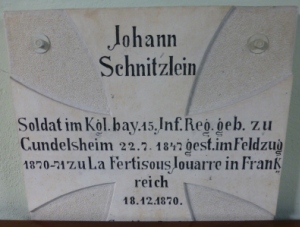 Johann
Schnitzlein
Soldat im Kgl. bay. 15. Inf. Reg. geb. zu
Gundelsheim 22.7.1847 gest. im Feldzug
1870-71 zu La Fertisous Jouarre in Frank
reich
18.12.1870.